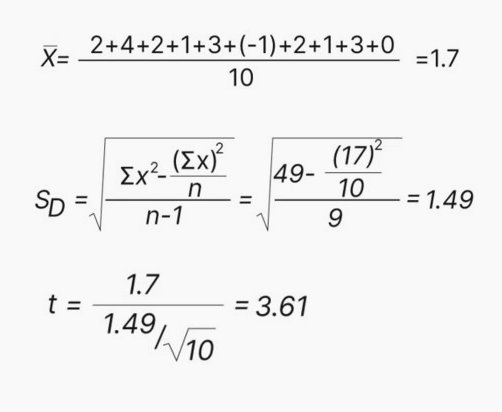 X̅= 2+4+2+1+3+(-1)+2+1+3+0 / 10 =1.7
S_D = √((Σx²-(Σx)²/n)/(n-1)) = √((49-(17)²/10)/9) = 1.49
t = 1.7 / (1.49/√10) = 3.61